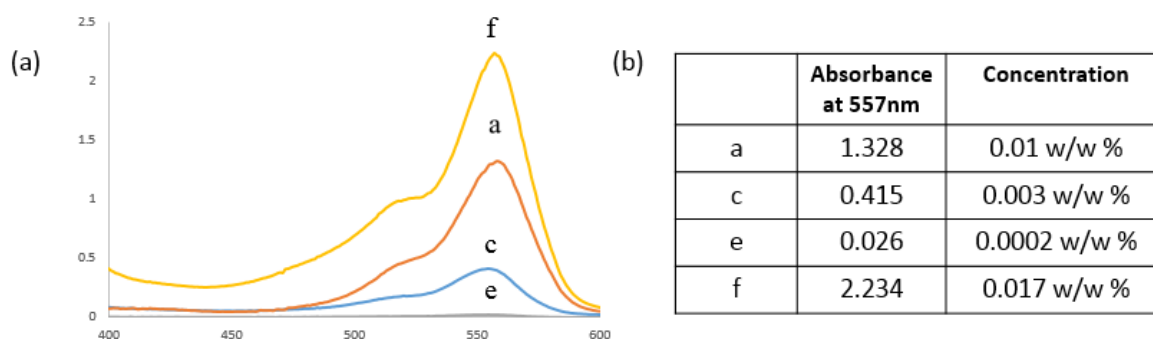 (a)
2.5
2
1.5
1
0.5
0
400 450 500 550 600
f
a
c
e
(b)
Absorbance at 557nm Concentration
a 1.328 0.01 w/w %
c 0.415 0.003 w/w %
e 0.026 0.0002 w/w %
f 2.234 0.017 w/w %